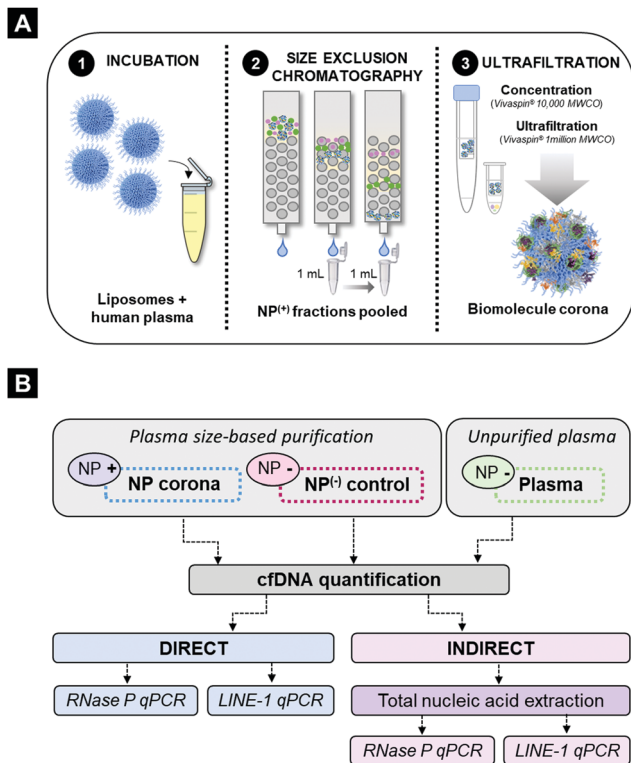 A
1 INCUBATION
Liposomes +
human plasma
2 SIZE EXCLUSION
CHROMATOGRAPHY
1 mL 1 mL
NP(+) fractions pooled
3 ULTRAFILTRATION
Concentration
(Vivaspin® 10,000 MWCO)
Ultrafiltration
(Vivaspin® 1million MWCO)
Biomolecule corona
B
Plasma size-based purification
NP + NP corona
NP - NP(-) control
Unpurified plasma
NP - Plasma
cfDNA quantification
DIRECT
INDIRECT
RNase P qPCR
LINE-1 qPCR
Total nucleic acid extraction
RNase P qPCR
LINE-1 qPCR